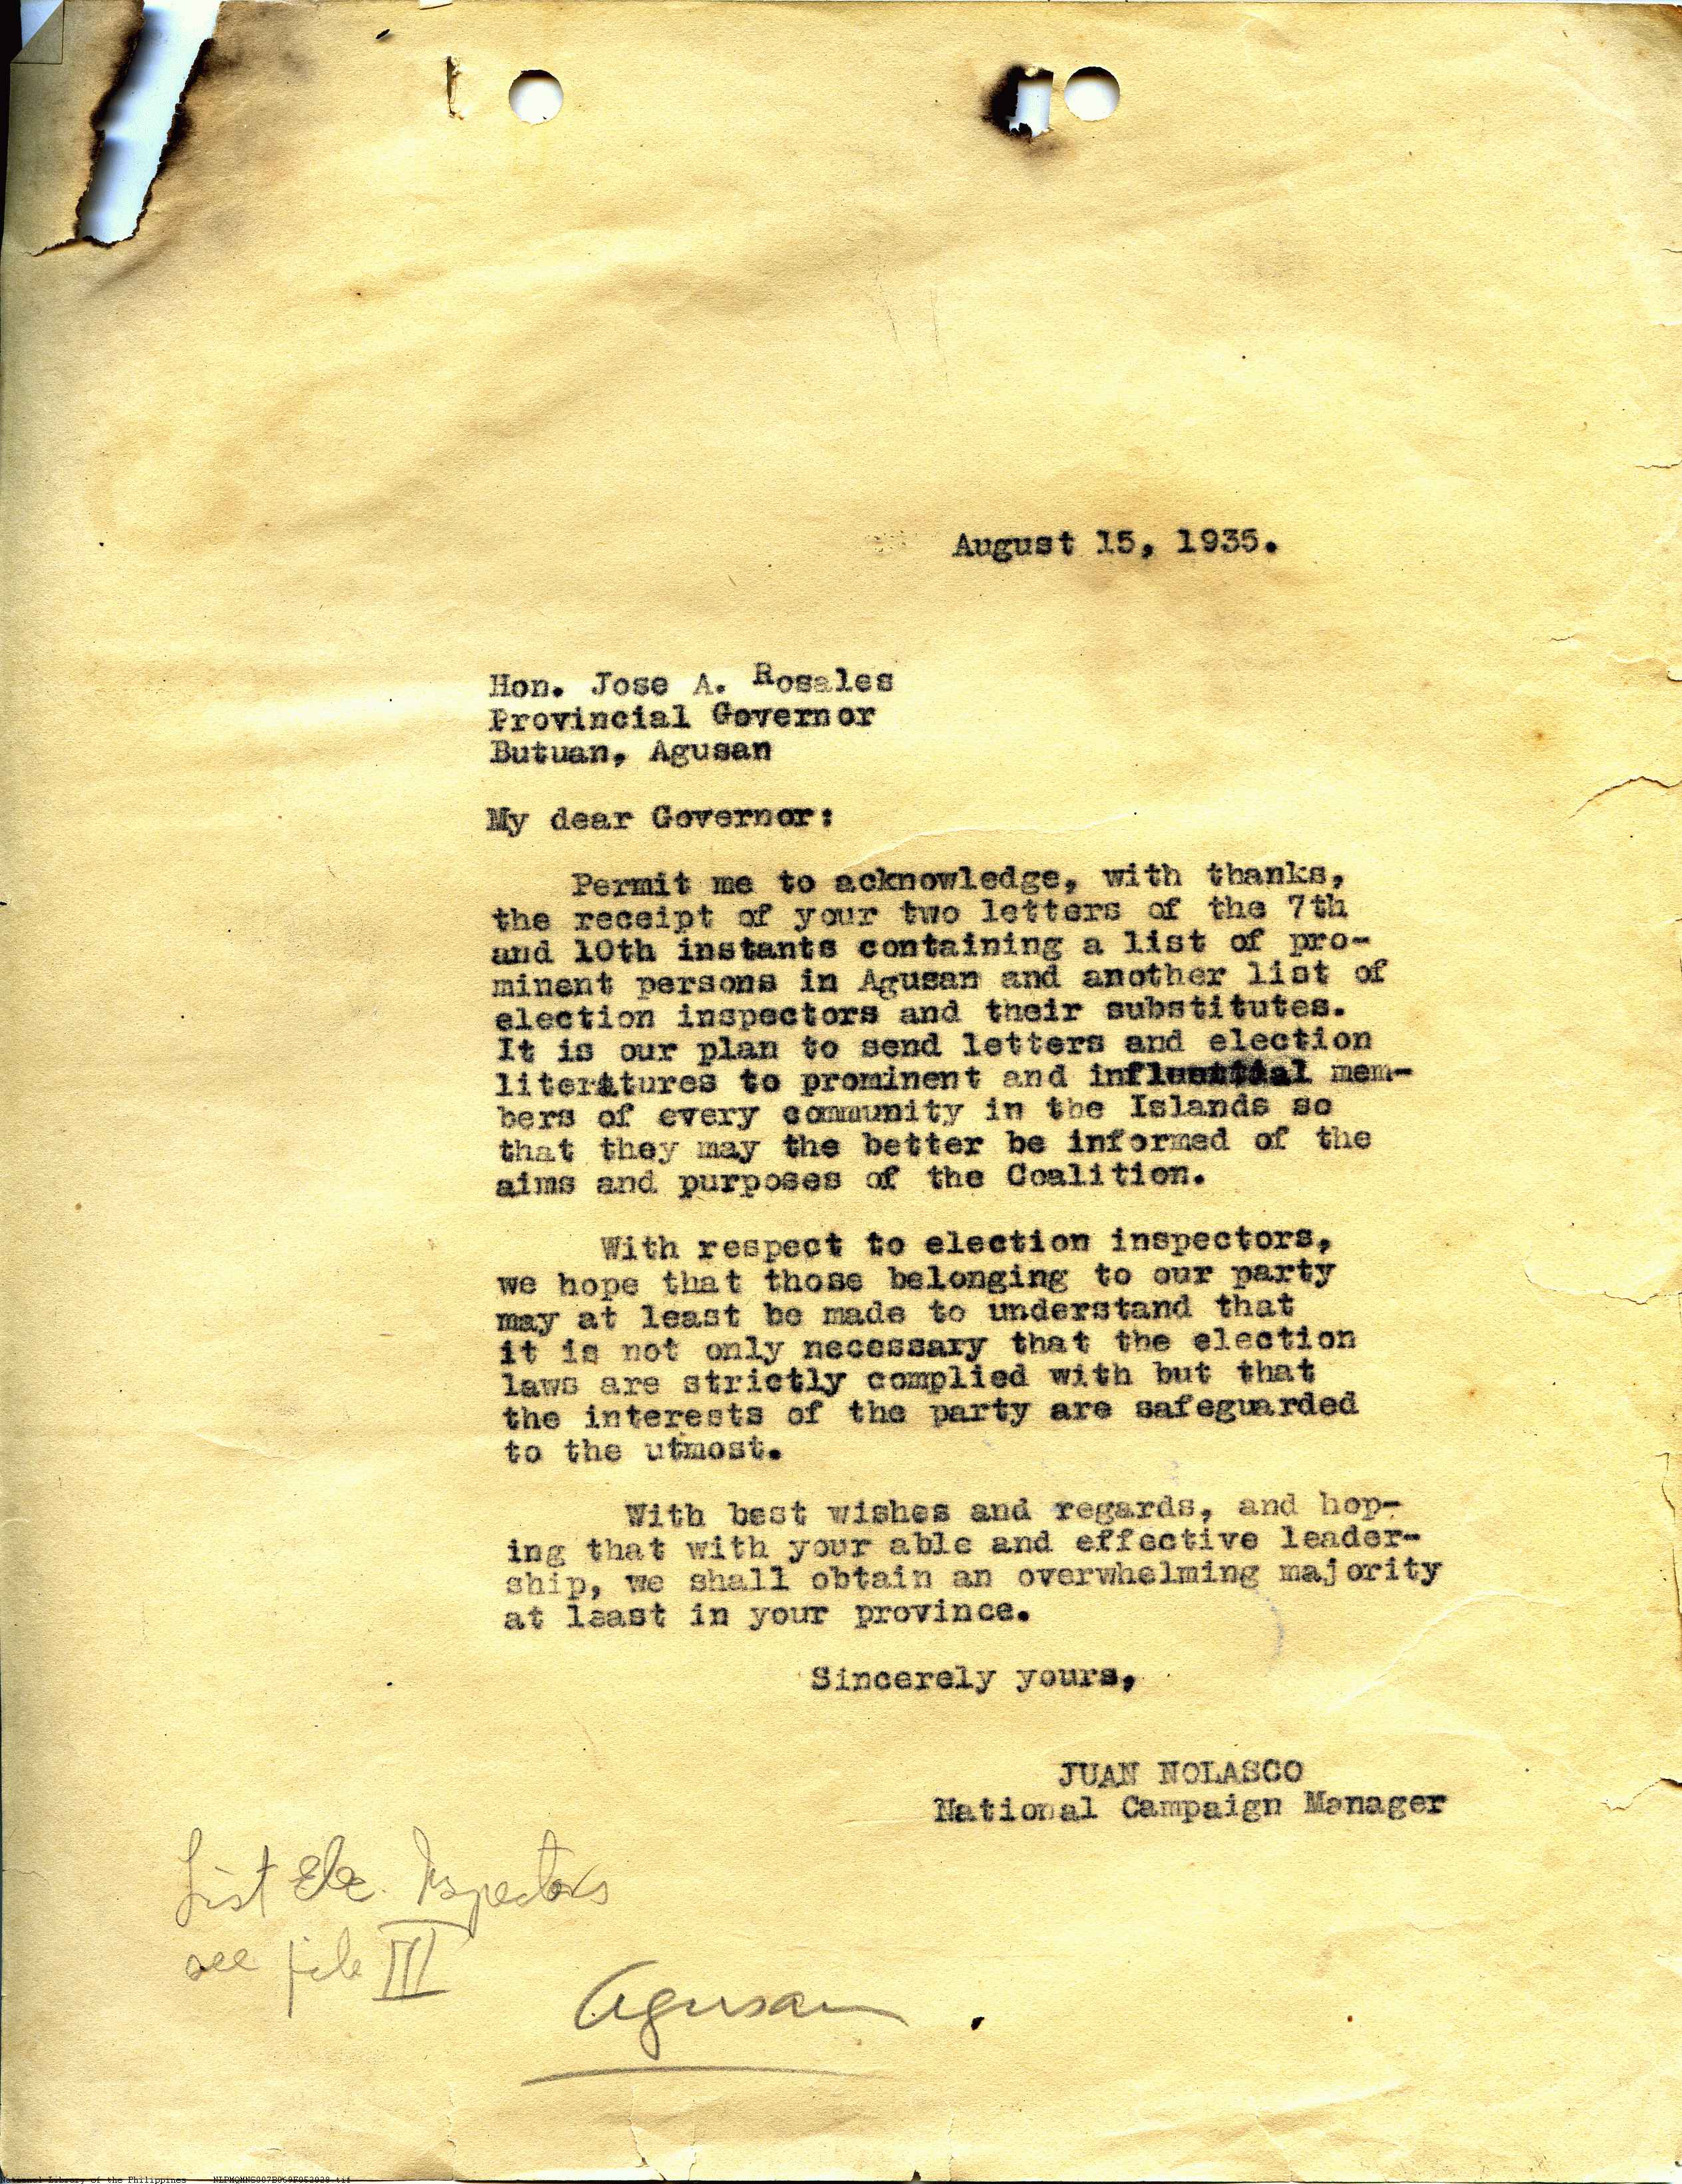 August 15, 1935.
Hon. Jose A. Rosales
Provincial Governor
Butuan, Agusan
My dear Governor:
Permit me to acknowledge, with thanks,
the receipt of your two letters of the 7th
and 10th instants containing a list of pro-
minent persons in Agusan and another list of
election inspectors and their substitutes.
It is our plan to send letters and election
literatures to prominent and influential mem-
bers of every community in the Islands so
that they may the better be informed of the
aims and purposes of the Coalition.
With respect to election inspectors,
we hope that those belonging to our party
may at least be made to understand that
it is not only necessary that the election
laws are strictly complied with but that
the interests of the party are safeguarded
to the utmost.
With best wishes and regards, and hop-
ing that with your able and effective leader-
ship, we shall obtain an overwhelming majority
at least in your province.
Sincerely yours,
JUAN NOLASCO
National Campaign Manager
List Ele. Inspectors
see file III
Agusan
National Library of the Philippines